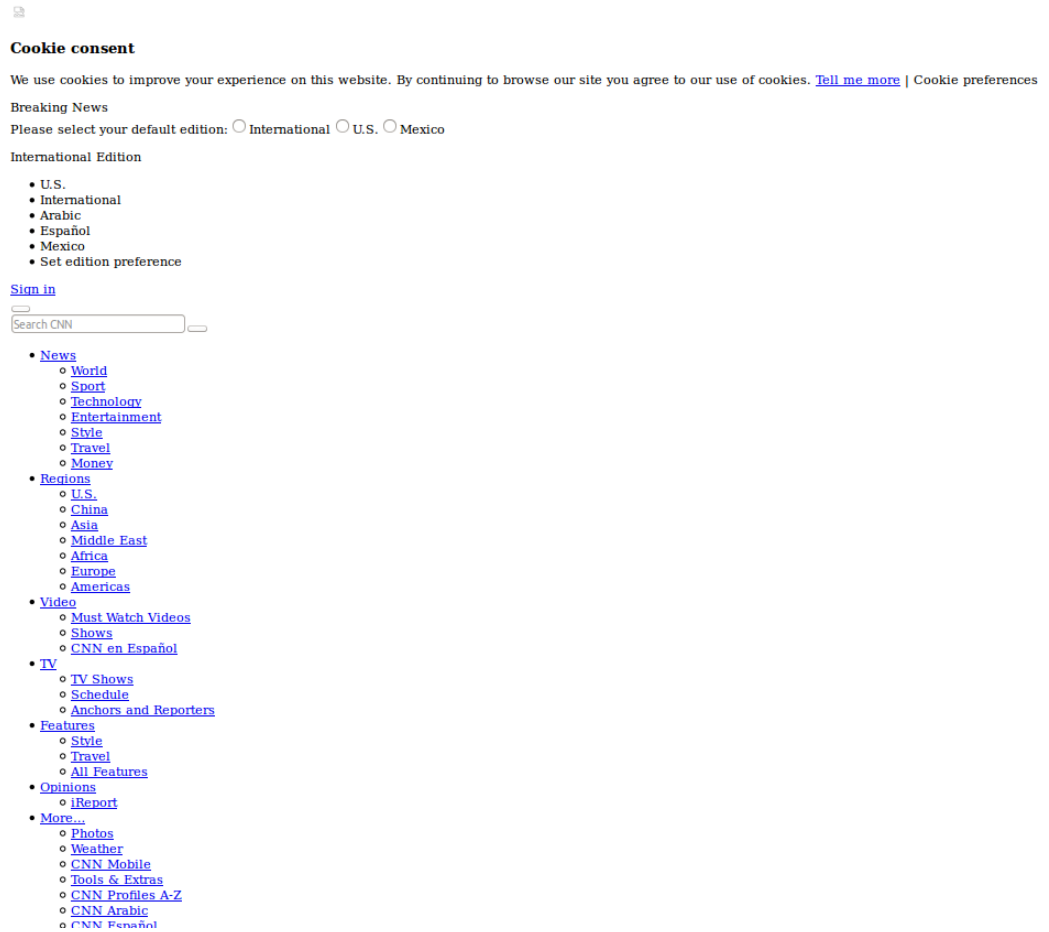 Cookie consent
We use cookies to improve your experience on this website. By continuing to browse our site you agree to our use of cookies. Tell me more | Cookie preferences
Breaking News
Please select your default edition: International U.S. Mexico
International Edition
U.S.
International
Arabic
Español
Mexico
Set edition preference
Sign in
Search CNN
News
World
Sport
Technology
Entertainment
Style
Travel
Money
Regions
U.S.
China
Asia
Middle East
Africa
Europe
Americas
Video
Must Watch Videos
Shows
CNN en Español
TV
TV Shows
Schedule
Anchors and Reporters
Features
Style
Travel
All Features
Opinions
iReport
More...
Photos
Weather
CNN Mobile
Tools & Extras
CNN Profiles A-Z
CNN Arabic
CNN Español